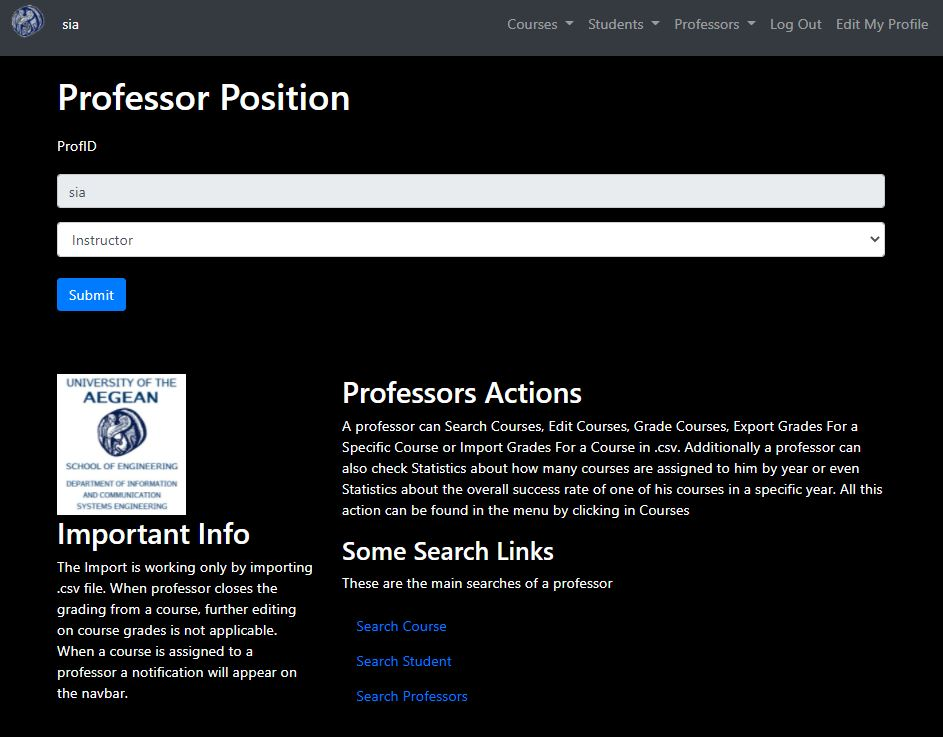 sia
Courses Students Professors Log Out Edit My Profile
Professor Position
ProfID
sia
Instructor
Submit
UNIVERSITY OF THE
AEGEAN
SCHOOL OF ENGINEERING
DEPARTMENT OF INFORMATION
AND COMMUNICATION
SYSTEMS ENGINEERING
Important Info
The Import is working only by importing
.csv file. When professor closes the
grading from a course, further editing
on course grades is not applicable.
When a course is assigned to a
professor a notification will appear on
the navbar.
Professors Actions
A professor can Search Courses, Edit Courses, Grade Courses, Export Grades For a
Specific Course or Import Grades For a Course in .csv. Additionally a professor can
also check Statistics about how many courses are assigned to him by year or even
Statistics about the overall success rate of one of his courses in a specific year. All this
action can be found in the menu by clicking in Courses
Some Search Links
These are the main searches of a professor
Search Course
Search Student
Search Professors